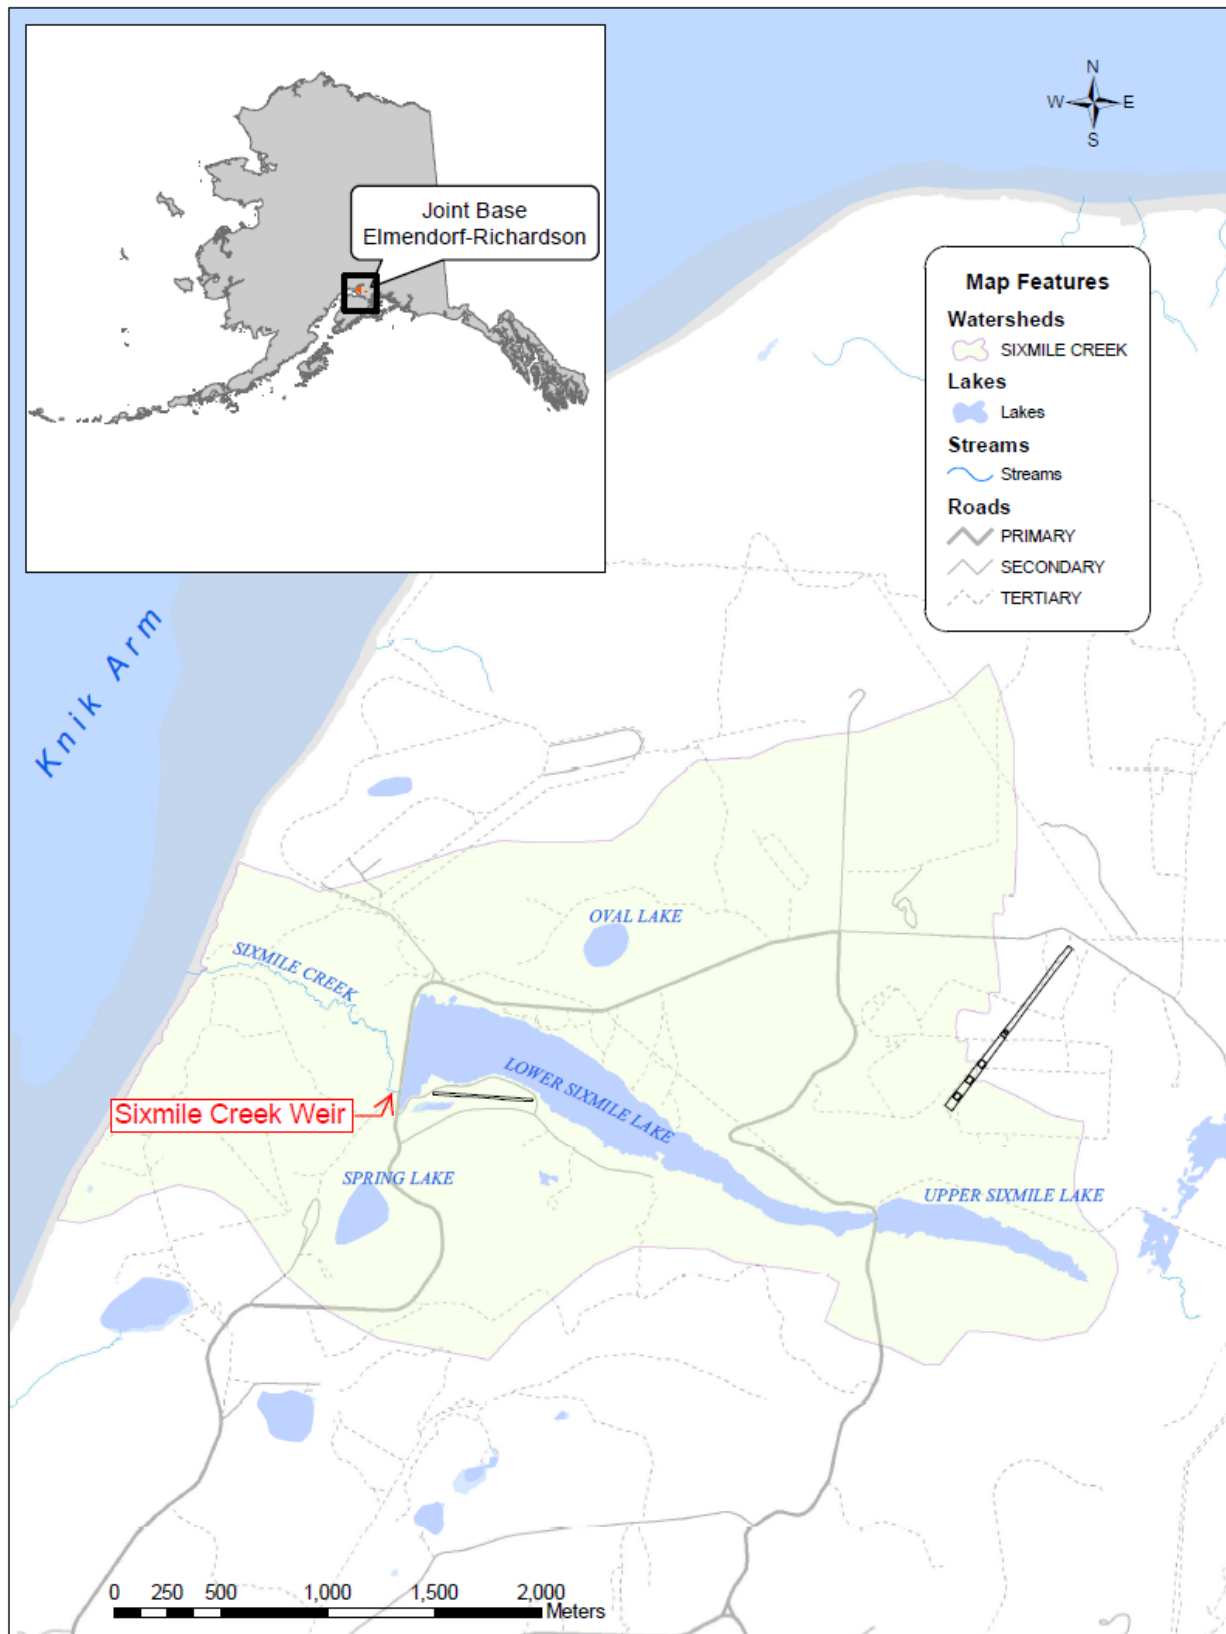 N
W E
S
Joint Base
Elmendorf-Richardson
Map Features
Watersheds
SIXMILE CREEK
Lakes
Lakes
Streams
Streams
Roads
PRIMARY
SECONDARY
TERTIARY
Knik Arm
OVAL LAKE
SIXMILE CREEK
LOWER SIXMILE LAKE
Sixmile Creek Weir
SPRING LAKE
UPPER SIXMILE LAKE
0 250 500 1,000 1,500 2,000
Meters